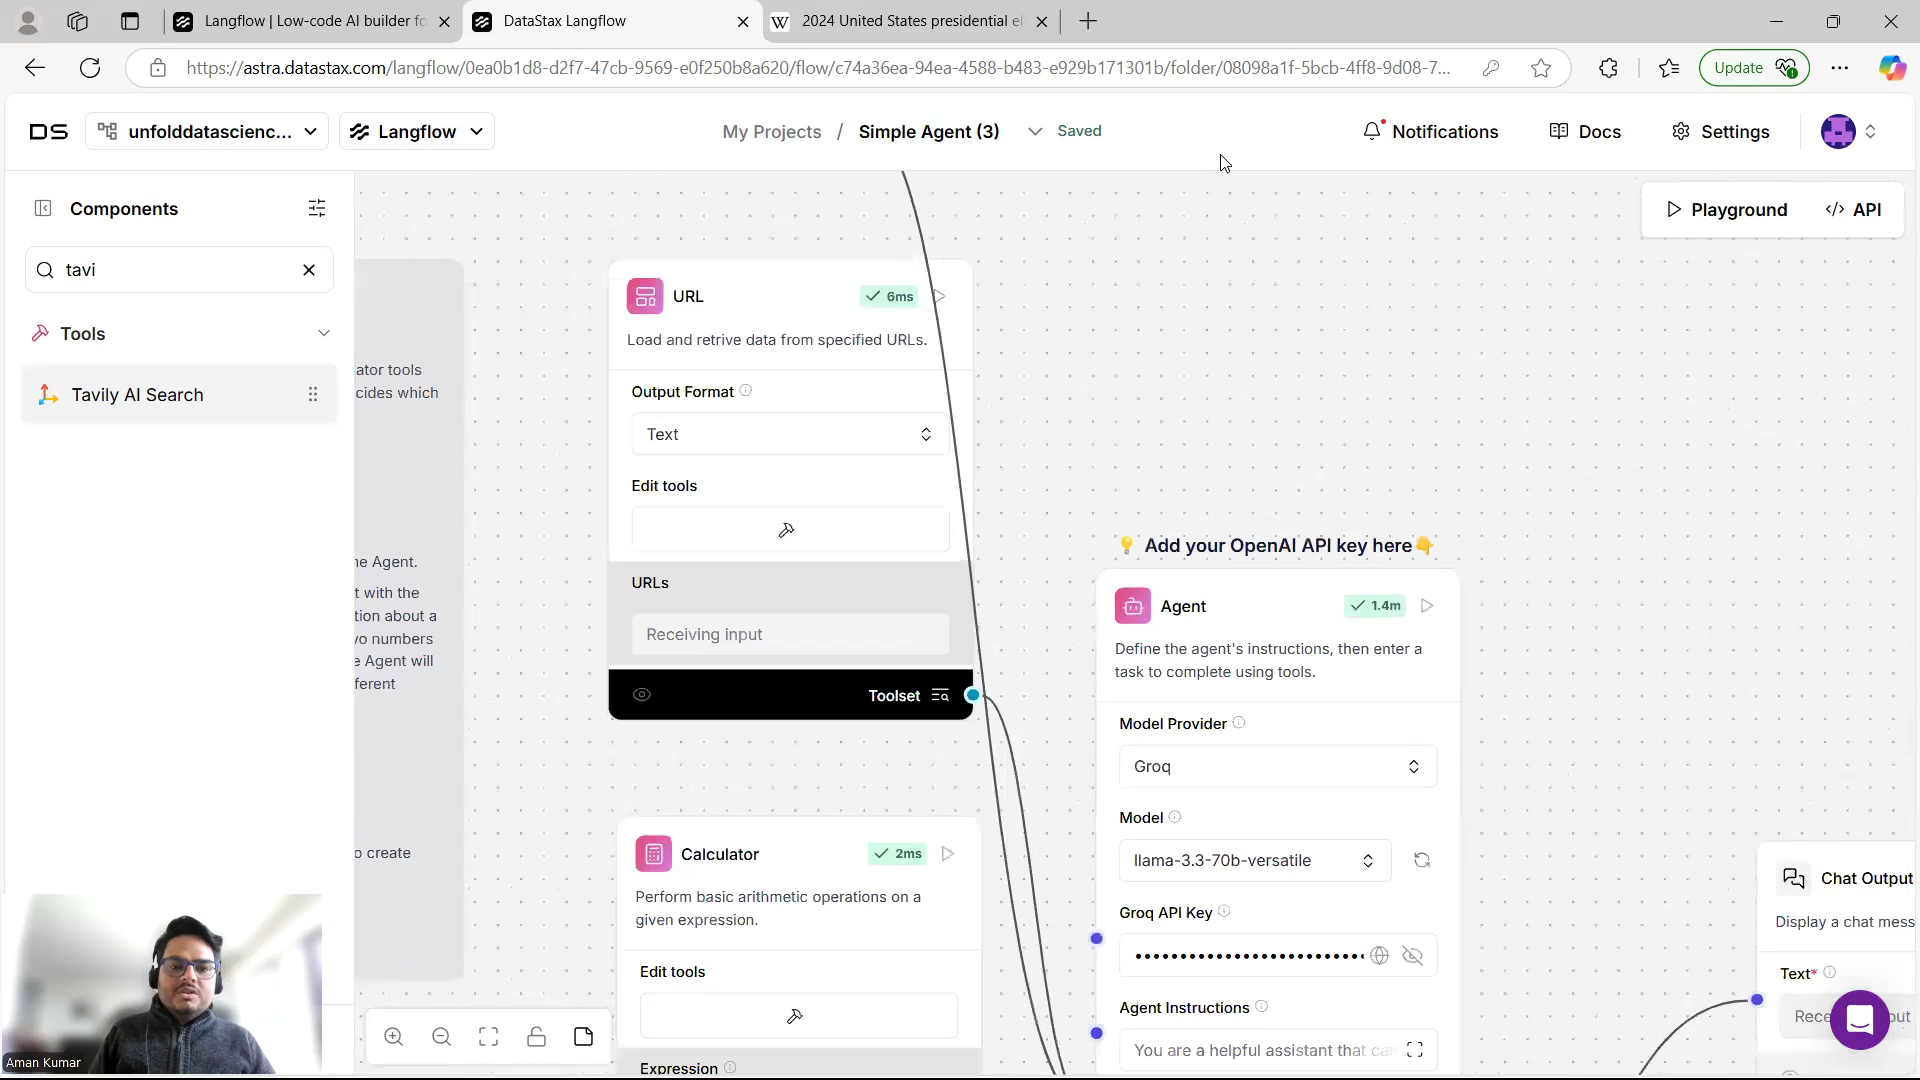 Langflow | Low-code AI builder fo
DataStax Langflow
W 2024 United States presidential el
https://astra.datastax.com/langflow/0ea0b1d8-d2f7-47cb-9569-e0f250b8a620/flow/c74a36ea-94ea-4588-b483-e929b171301b/folder/08098a1f-5bcb-4ff8-9d08-7...
Update
DS
unfolddatascienc...
Langflow
My Projects / Simple Agent (3)
Saved
Notifications
Docs
Settings
Components
Playground
API
tavi
Tools
Tavily AI Search
ator tools
cides which
he Agent.
t with the
tion about a
vo numbers
e Agent will
ferent
o create
URL
6ms
Load and retrive data from specified URLs.
Output Format
Text
Edit tools
URLs
Receiving input
Toolset
Calculator
2ms
Perform basic arithmetic operations on a
given expression.
Edit tools
Expression
💡 Add your OpenAI API key here👇
Agent
1.4m
Define the agent's instructions, then enter a
task to complete using tools.
Model Provider
Groq
Model
llama-3.3-70b-versatile
Groq API Key
Agent Instructions
You are a helpful assistant that ca
Chat Output
Display a chat mess
Text*
Rece
put
Aman Kumar